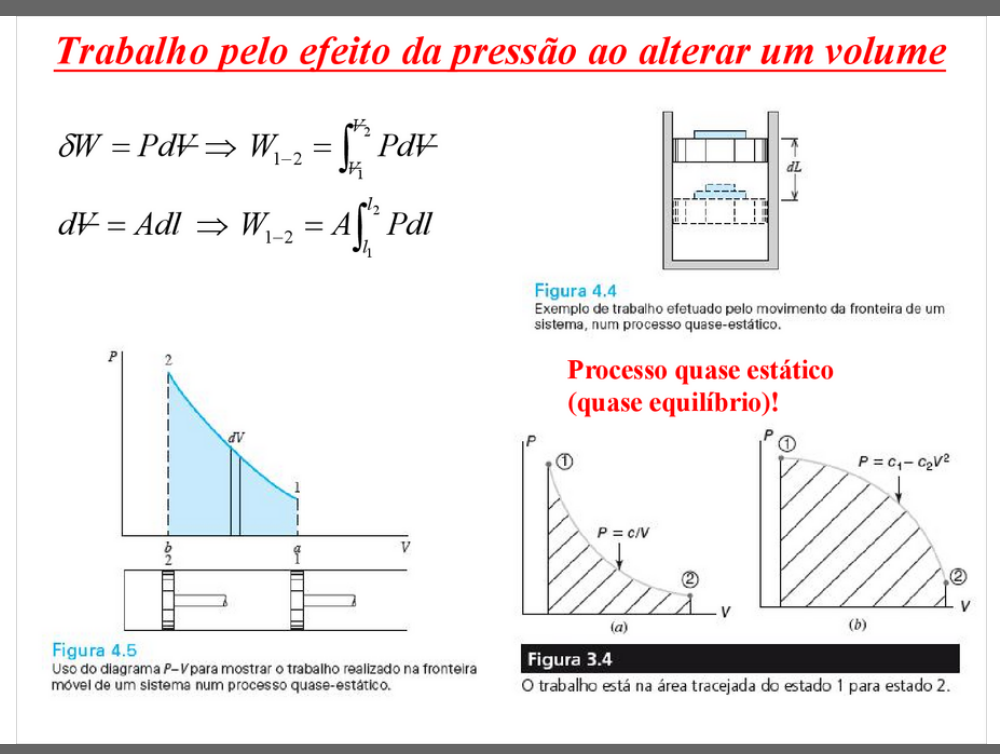 Trabalho pelo efeito da pressão ao alterar um volume
δW = PdV ⇒ W₁₋₂ = ∫_{V₁}^{V₂} PdV
dV = Adl ⇒ W₁₋₂ = A∫_{l₁}^{l₂} Pdl
dL
Figura 4.4
Exemplo de trabalho efetuado pelo movimento da fronteira de um
sistema, num processo quase-estático.
Processo quase estático
(quase equilíbrio)!
P
2
dV
1
b
2
a
1
V
Figura 4.5
Uso do diagrama P–V para mostrar o trabalho realizado na fronteira
móvel de um sistema num processo quase-estático.
P
①
P = c/V
②
V
(a)
P
①
P = c₁– c₂V²
②
V
(b)
Figura 3.4
O trabalho está na área tracejada do estado 1 para estado 2.